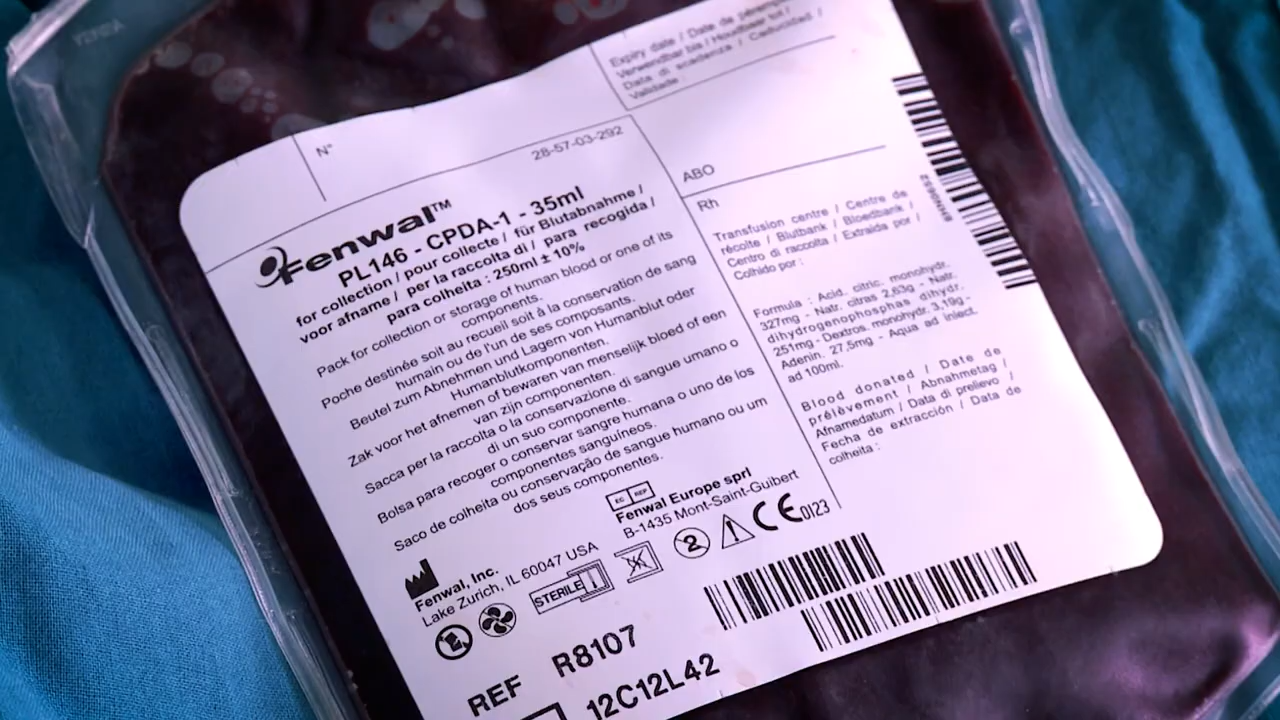 Expiry date / Date de péremption
Verwendbar bis / Houdbaar tot /
Data di scadenza / Caducidad /
Validade :
N°
28-57-03-292
ABO
Rh
Fenwal™
PL146 - CPDA-1 - 35ml
for collection / pour collecte / für Blutabnahme /
voor afname / per la raccolta di / para recogida /
para colheita : 250ml ± 10%
Pack for collection or storage of human blood or one of its
components.
Poche destinée soit au recueil soit à la conservation de sang
humain ou de l'un de ses composants.
Beutel zum Abnehmen und Lagern von Humanblut oder
Humanblutkomponenten.
Zak voor het afnemen of bewaren van menselijk bloed of een
van zijn componenten.
Sacca per la raccolta o la conservazione di sangue umano o
di un suo componente.
Bolsa para recoger o conservar sangre humana o uno de los
componentes sanguíneos.
Saco de colheita ou conservação de sangue humano ou um
dos seus componentes.
Transfusion centre / Centre de
récolte / Blutbank / Bloedbank /
Centro di raccolta / Extraida por /
Colhido por :
Formula : Acid. citric. monohydr.
327mg - Natr. citras 2,63g - Natr.
dihydrogenophosphas dihydr.
251mg - Dextros. monohydr. 3,19g -
Adenin. 27,5mg - Aqua ad inject.
ad 100ml.
Blood donated / Date de
prélèvement / Abnahmetag /
Afnamedatum / Data di prelievo /
Fecha de extracción / Data de
colheita :
EC REP
Fenwal Europe sprl
B-1435 Mont-Saint-Guibert
Fenwal, Inc.
Lake Zurich, IL 60047 USA
STERILE
2
CE 0123
REF R8107
12C12L42